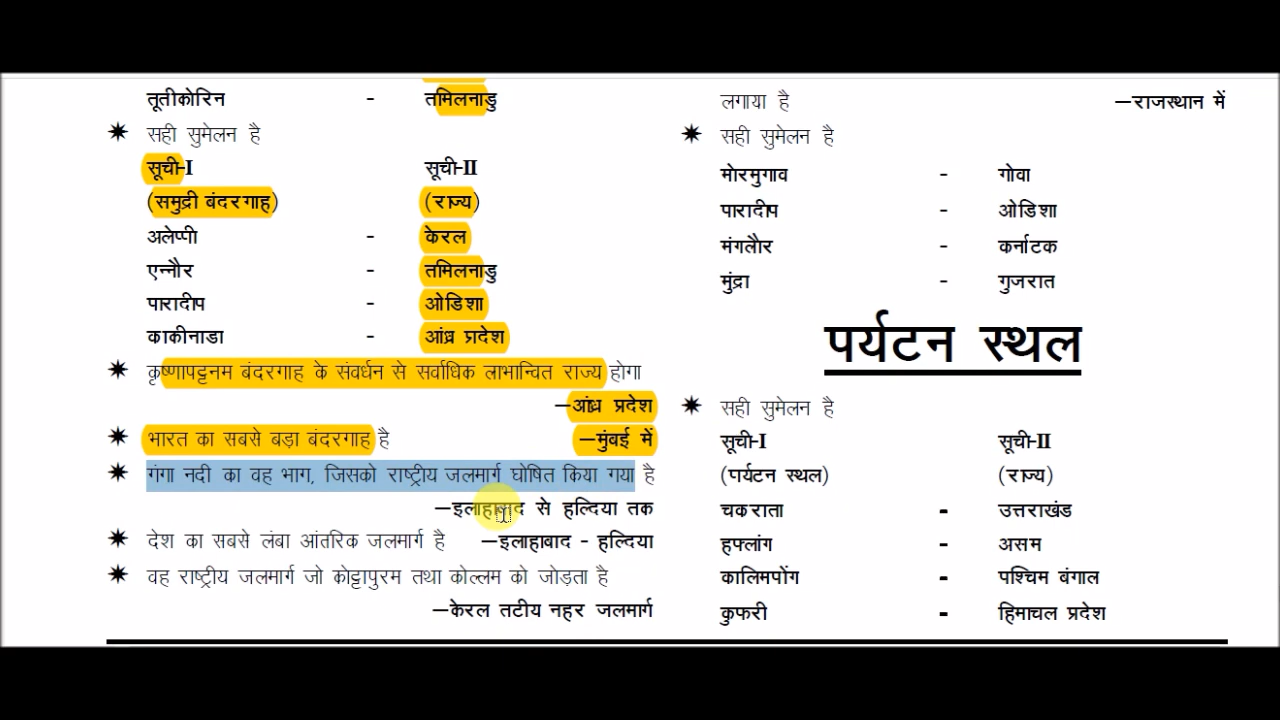 तूतीकोरिन - तमिलनाडु
✷ सही सुमेलन है
सूची-I सूची-II
(समुद्री बंदरगाह) (राज्य)
अलेप्पी - केरल
एन्नौर - तमिलनाडु
पारादीप - ओडिशा
काकीनाडा - आंध्र प्रदेश
✷ कृष्णापट्टनम बंदरगाह के संवर्धन से सर्वाधिक लाभान्वित राज्य होगा
—आंध्र प्रदेश
✷ भारत का सबसे बड़ा बंदरगाह है —मुंबई में
✷ गंगा नदी का वह भाग, जिसको राष्ट्रीय जलमार्ग घोषित किया गया है
—इलाहाबाद से हल्दिया तक
✷ देश का सबसे लंबा आंतरिक जलमार्ग है —इलाहाबाद - हल्दिया
✷ वह राष्ट्रीय जलमार्ग जो कोट्टापुरम तथा कोल्लम को जोड़ता है
—केरल तटीय नहर जलमार्ग
लगाया है —राजस्थान में
✷ सही सुमेलन है
मोरमुगाव - गोवा
पारादीप - ओडिशा
मंगलौर - कर्नाटक
मुंद्रा - गुजरात
पर्यटन स्थल
✷ सही सुमेलन है
सूची-I सूची-II
(पर्यटन स्थल) (राज्य)
चकराता - उत्तराखंड
हफ्लांग - असम
कालिमपोंग - पश्चिम बंगाल
कुफरी - हिमाचल प्रदेश